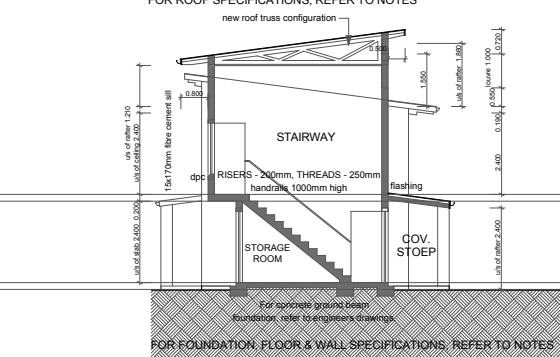 FOR ROOF SPECIFICATIONS, REFER TO NOTES
new roof truss configuration
0.500
0.720
u/s of rafter 1.860
louvre 1.000
1.550
0.550
0.800
u/s of rafter 1.210
u/s of ceiling 2.400
15x170mm fibre cement sill
0.190
STAIRWAY
2.400
dpc
RISERS - 200mm, THREADS - 250mm
handrails 1000mm high
flashing
0.200
u/s of slab 2.400
STORAGE
ROOM
COV.
STOEP
u/s of rafter 2.400
For concrete ground beam
foundation, refer to engineers drawings
FOR FOUNDATION, FLOOR & WALL SPECIFICATIONS, REFER TO NOTES